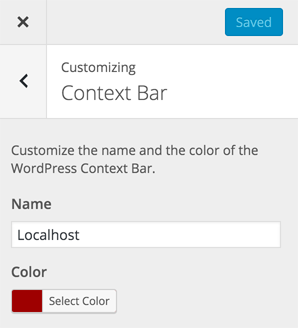 Saved
Customizing
Context Bar
Customize the name and the color of the
WordPress Context Bar.
Name
Localhost
Color
Select Color